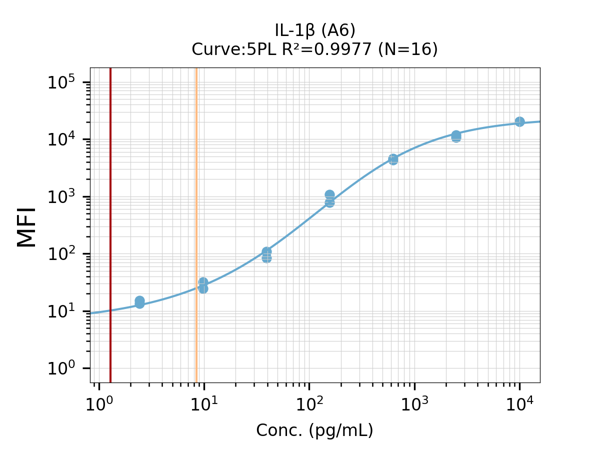 IL-1β (A6)
Curve:5PL R²=0.9977 (N=16)
MFI
10⁵
10⁴
10³
10²
10¹
10⁰
10⁰ 10¹ 10² 10³ 10⁴
Conc. (pg/mL)